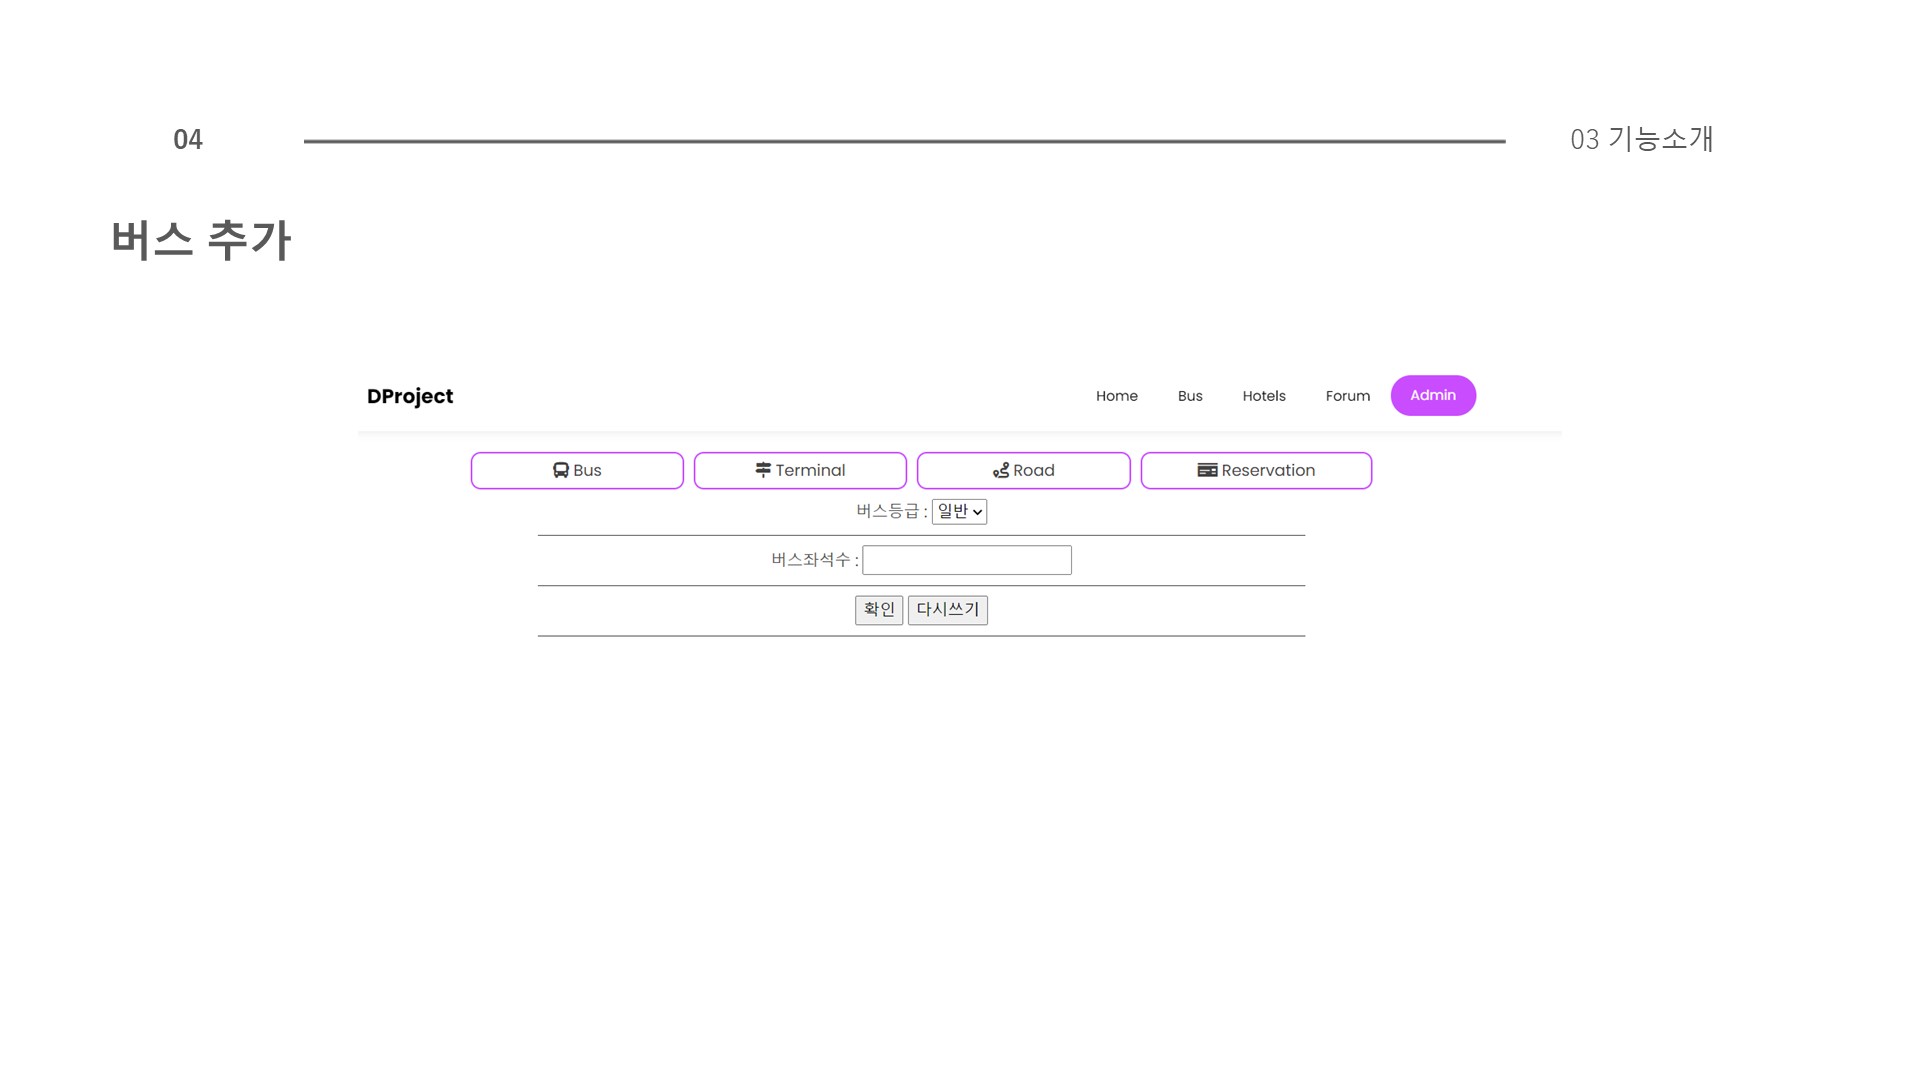 04
03 기능소개
버스 추가
DProject
Home Bus Hotels Forum Admin
Bus Terminal Road Reservation
버스등급 : 일반
버스좌석수 :
확인 다시쓰기